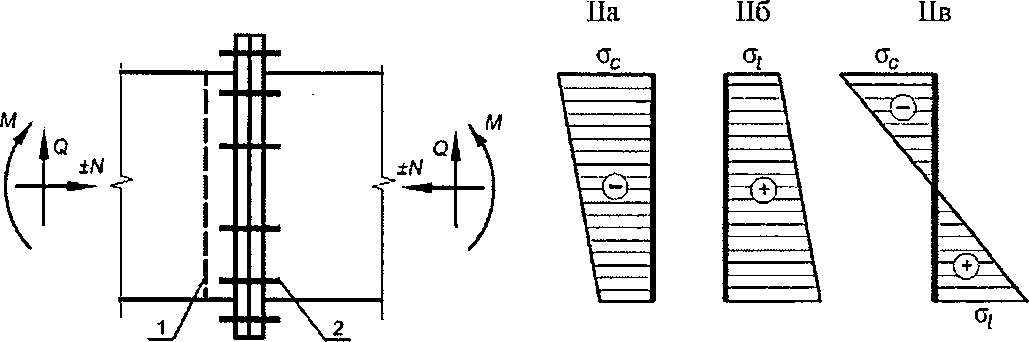 IIа IIб IIв
σc σt σc
M Q ±N
Q M ±N
− + − +
1 2
σt